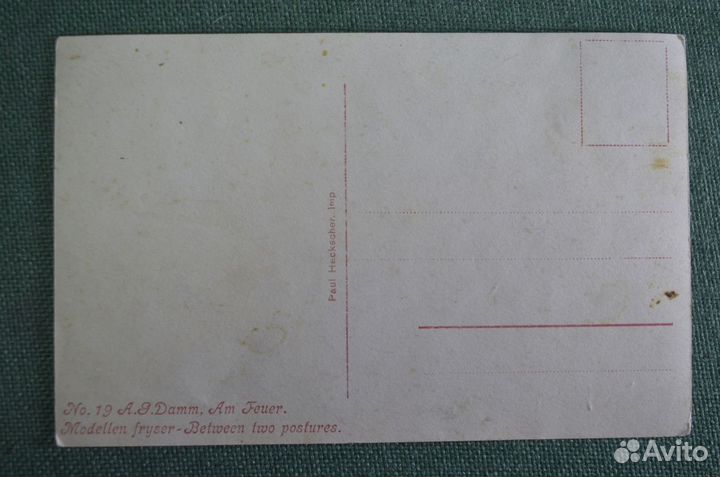 Paul Heckscher, Imp.
No. 19 A.G.Damm, Am Feuer.
Modellen fryser - Between two postures.
Avito